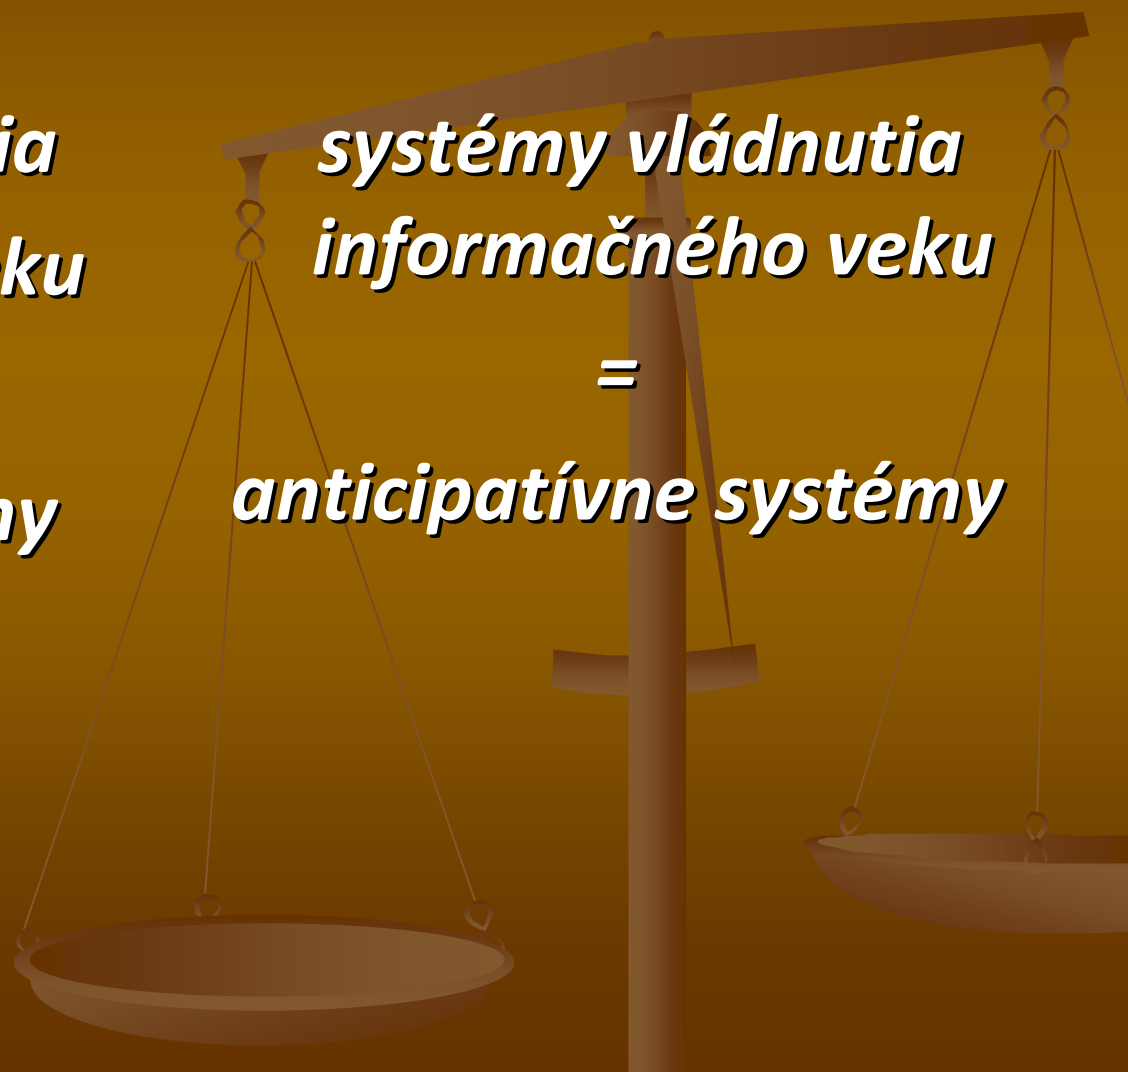 systémy vládnutia
informačného veku
=
anticipatívne systémy